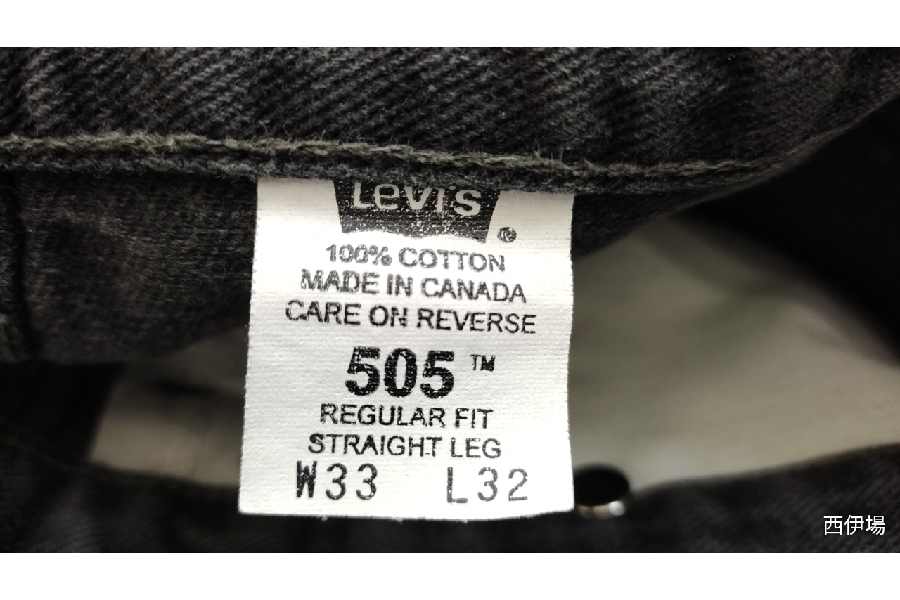 Levi's
®
100% COTTON
MADE IN CANADA
CARE ON REVERSE
505™
REGULAR FIT
STRAIGHT LEG
W33 L32
西伊場